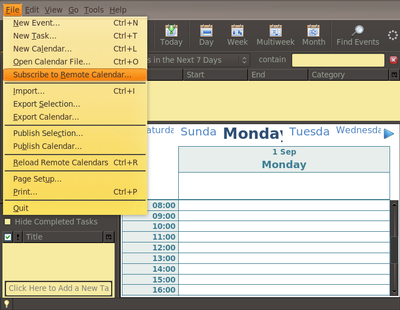 File Edit View Go Tools Help
New Event... Ctrl+N
New Task... Ctrl+T
New Calendar... Ctrl+L
Open Calendar File... Ctrl+O
Subscribe to Remote Calendar...
Import... Ctrl+I
Export Selection...
Export Calendar...
Publish Selection...
Publish Calendar...
Reload Remote Calendars Ctrl+R
Page Setup...
Print... Ctrl+P
Quit
Today Day Week Multiweek Month Find Events
s in the Next 7 Days contain
Start End Category
Saturda Sunda Monday Tuesda Wednesda
1 Sep
Monday
Hide Completed Tasks
Title
Click Here to Add a New Ta
08:00
09:00
10:00
11:00
12:00
13:00
14:00
15:00
16:00